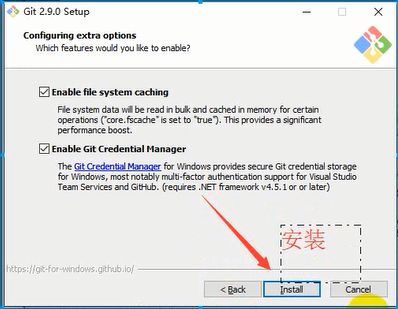 Git 2.9.0 Setup
Configuring extra options
Which features would you like to enable?
Enable file system caching
File system data will be read in bulk and cached in memory for certain
operations ("core.fscache" is set to "true"). This provides a significant
performance boost.
Enable Git Credential Manager
The Git Credential Manager for Windows provides secure Git credential storage
for Windows, most notably multi-factor authentication support for Visual Studio
Team Services and GitHub. (requires .NET framework v4.5.1 or or later)
安装
https://git-for-windows.github.io/
< Back
Install
Cancel